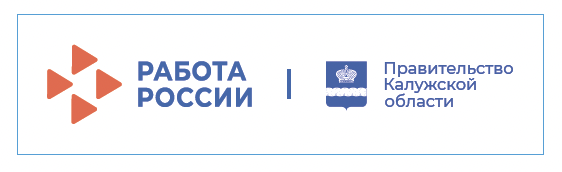 РАБОТА
РОССИИ
Правительство
Калужской
области